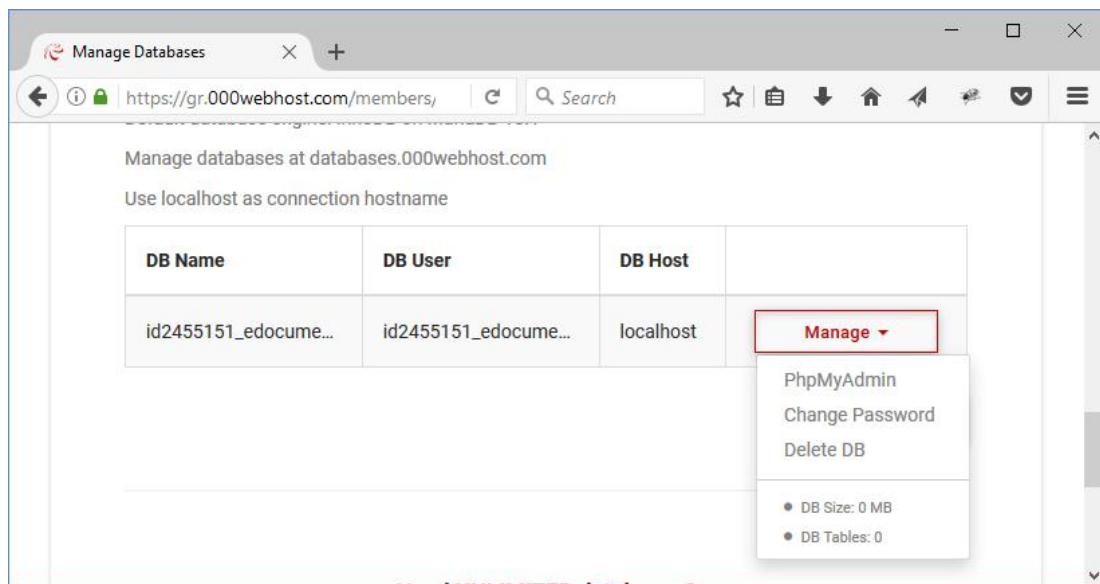 Manage Databases
https://gr.000webhost.com/members/
Search
Manage databases at databases.000webhost.com
Use localhost as connection hostname
DB Name DB User DB Host
id2455151_edocume... id2455151_edocume... localhost Manage
PhpMyAdmin
Change Password
Delete DB
DB Size: 0 MB
DB Tables: 0